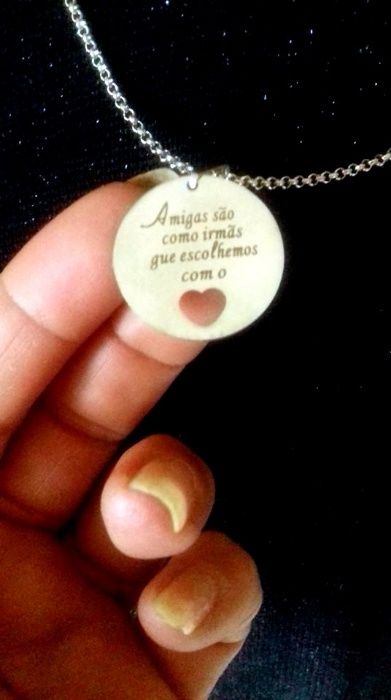 Amigas são
como irmãs
que escolhemos
com o